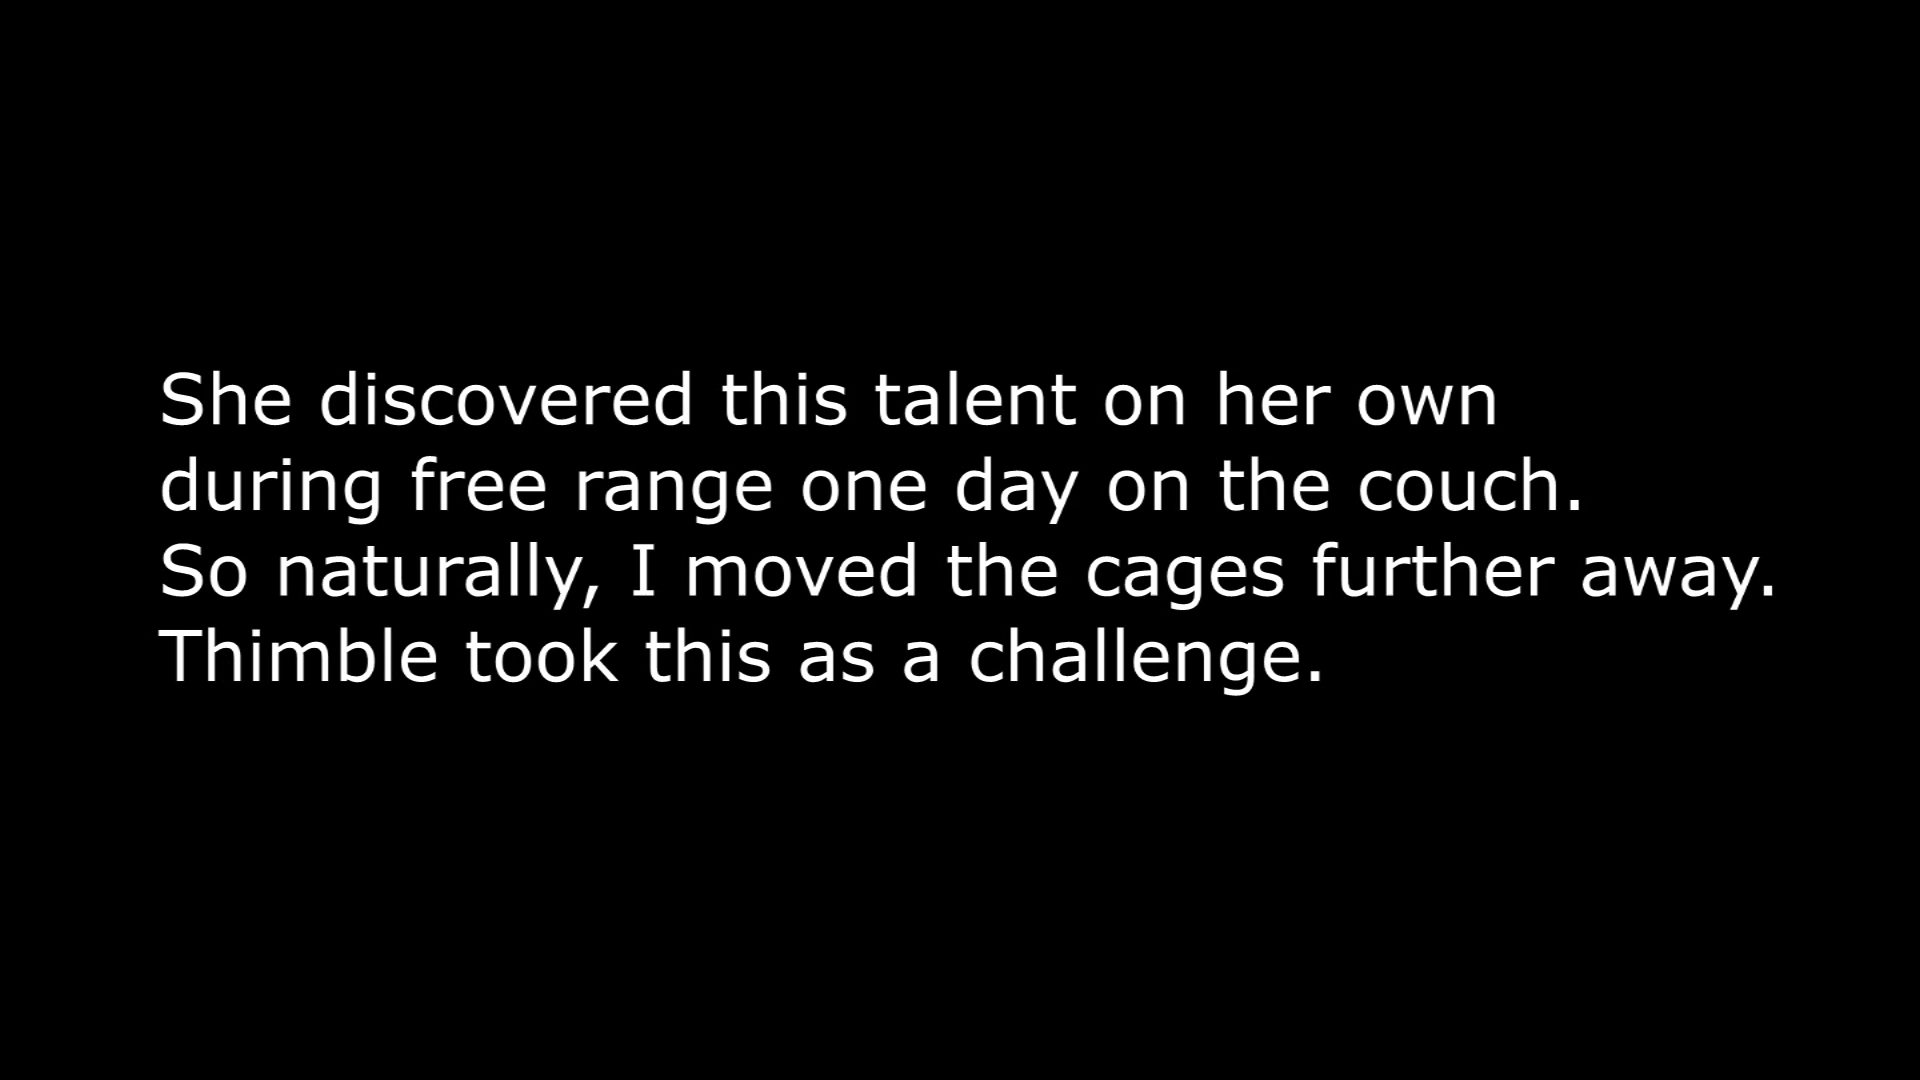 She discovered this talent on her own
during free range one day on the couch.
So naturally, I moved the cages further away.
Thimble took this as a challenge.